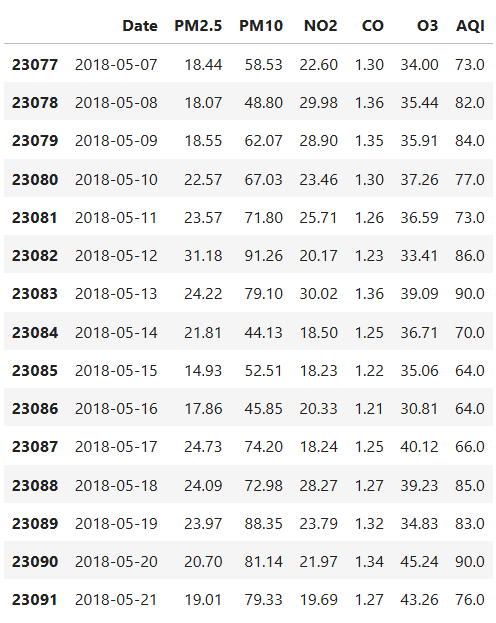 Date PM2.5 PM10 NO2 CO O3 AQI
23077 2018-05-07 18.44 58.53 22.60 1.30 34.00 73.0
23078 2018-05-08 18.07 48.80 29.98 1.36 35.44 82.0
23079 2018-05-09 18.55 62.07 28.90 1.35 35.91 84.0
23080 2018-05-10 22.57 67.03 23.46 1.30 37.26 77.0
23081 2018-05-11 23.57 71.80 25.71 1.26 36.59 73.0
23082 2018-05-12 31.18 91.26 20.17 1.23 33.41 86.0
23083 2018-05-13 24.22 79.10 30.02 1.36 39.09 90.0
23084 2018-05-14 21.81 44.13 18.50 1.25 36.71 70.0
23085 2018-05-15 14.93 52.51 18.23 1.22 35.06 64.0
23086 2018-05-16 17.86 45.85 20.33 1.21 30.81 64.0
23087 2018-05-17 24.73 74.20 18.24 1.25 40.12 66.0
23088 2018-05-18 24.09 72.98 28.27 1.27 39.23 85.0
23089 2018-05-19 23.97 88.35 23.79 1.32 34.83 83.0
23090 2018-05-20 20.70 81.14 21.97 1.34 45.24 90.0
23091 2018-05-21 19.01 79.33 19.69 1.27 43.26 76.0